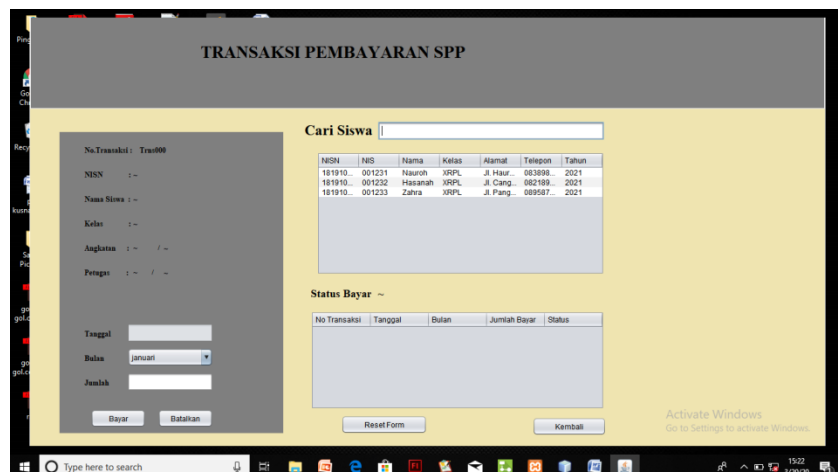 TRANSAKSI PEMBAYARAN SPP
Cari Siswa
No.Transaksi : Tras000
NISN : ~
Nama Siswa : ~
Kelas : ~
Angkatan : ~ / ~
Petugas : ~ / ~
Tanggal
Bulan januari
Jumlah
Bayar Batalkan
NISN NIS Nama Kelas Alamat Telepon Tahun
181910... 001231 Nauroh XRPL Jl. Haur... 083898... 2021
181910... 001232 Hasanah XRPL Jl. Cang... 082189... 2021
181910... 001233 Zahra XRPL Jl. Pang... 089587... 2021
Status Bayar ~
No Transaksi Tanggal Bulan Jumlah Bayar Status
Reset Form Kembali
Activate Windows
Go to Settings to activate Windows.
Type here to search
15:22